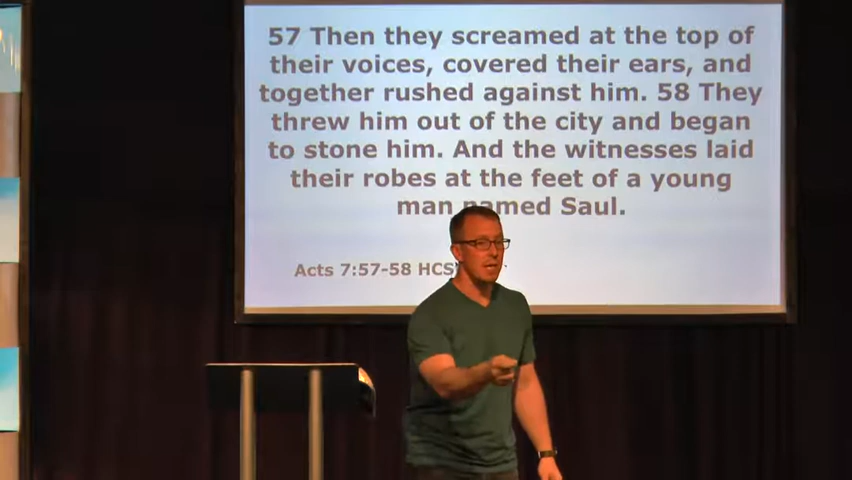 57 Then they screamed at the top of
their voices, covered their ears, and
together rushed against him. 58 They
threw him out of the city and began
to stone him. And the witnesses laid
their robes at the feet of a young
man named Saul.
Acts 7:57-58 HCS